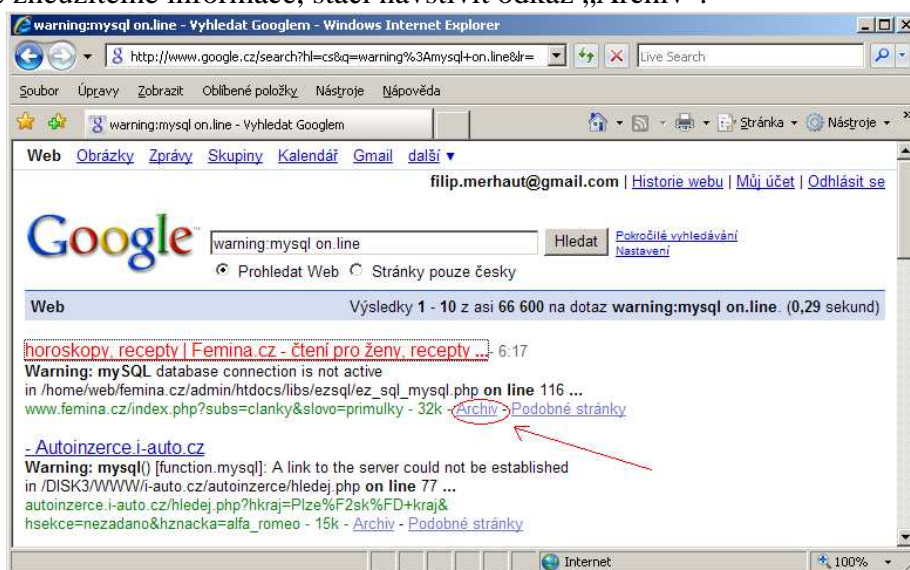 zneužitelné informace, stačí navštívit odkaz „Archiv“.
warning:mysql on.line - Vyhledat Googlem - Windows Internet Explorer
http://www.google.cz/search?hl=cs&q=warning%3Amysql+on.line&lr=
Live Search
Soubor Úpravy Zobrazit Oblíbené položky Nástroje Nápověda
warning:mysql on.line - Vyhledat Googlem
Stránka Nástroje
Web Obrázky Zprávy Skupiny Kalendář Gmail další ▼
filip.merhaut@gmail.com | Historie webu | Můj účet | Odhlásit se
Google
warning:mysql on.line
Hledat
Pokročilé vyhledávání
Nastavení
Prohledat Web Stránky pouze česky
Web Výsledky 1 - 10 z asi 66 600 na dotaz warning:mysql on.line. (0,29 sekund)
horoskopy, recepty | Femina.cz - čtení pro ženy, recepty ... - 6:17
Warning: mySQL database connection is not active
in /home/web/femina.cz/admin/htdocs/libs/ezsql/ez_sql_mysql.php on line 116 ...
www.femina.cz/index.php?subs=clanky&slovo=primulky - 32k - Archiv - Podobné stránky
- Autoinzerce.i-auto.cz
Warning: mysql() [function.mysql]: A link to the server could not be established
in /DISK3/WWW/i-auto.cz/autoinzerce/hledej.php on line 77 ...
autoinzerce.i-auto.cz/hledej.php?hkraj=Plze%F2sk%FD+kraj&
hsekce=nezadano&hznacka=alfa_romeo - 15k - Archiv - Podobné stránky
Internet 100%